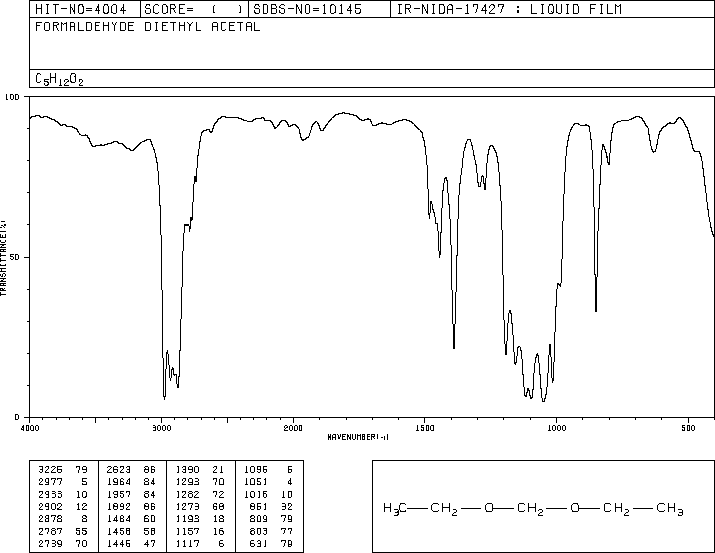 HIT-NO=4004 SCORE= ( ) SDBS-NO=10145 IR-NIDA-17427 : LIQUID FILM
FORMALDEHYDE DIETHYL ACETAL
C5H12O2
100
50
0
TRANSMITTANCE(%)
4000 3000 2000 1500 1000 500
WAVENUMBER(-1)
3225 79 2623 86 1390 21 1096 6
2977 5 1964 84 1293 70 1051 4
2933 10 1957 84 1282 72 1016 10
2902 12 1892 86 1273 68 851 32
2878 8 1484 60 1193 18 809 79
2787 55 1458 58 1157 16 803 77
2739 70 1446 47 1117 6 631 79
H3C—CH2—O—CH2—O—CH2—CH3